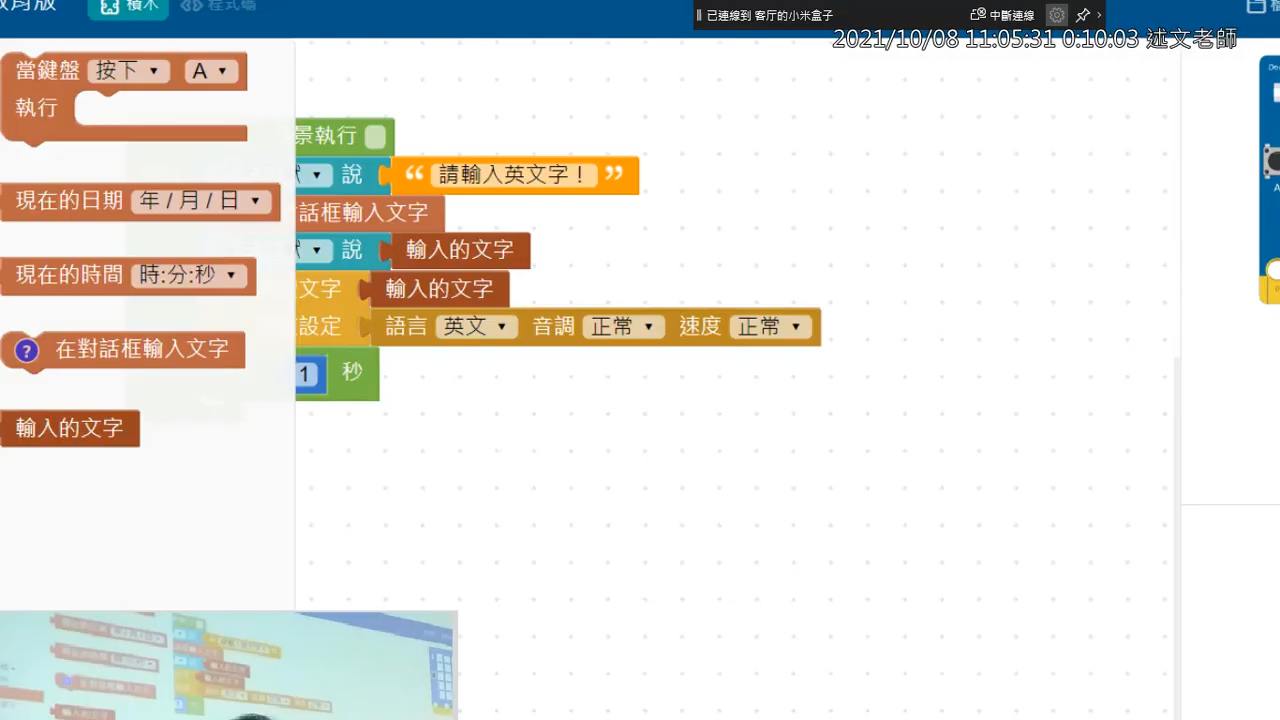 積木
程式碼
已連線到 客厅的小米盒子
中斷連線
2021/10/08 11:05:31 0:10:03 述文老師
當鍵盤 按下 A
執行
現在的日期 年 / 月 / 日
現在的時間 時:分:秒
? 在對話框輸入文字
輸入的文字
景執行
說 “ 請輸入英文字！ ”
話框輸入文字
說 輸入的文字
文字 輸入的文字
設定 語言 英文 音調 正常 速度 正常
1 秒